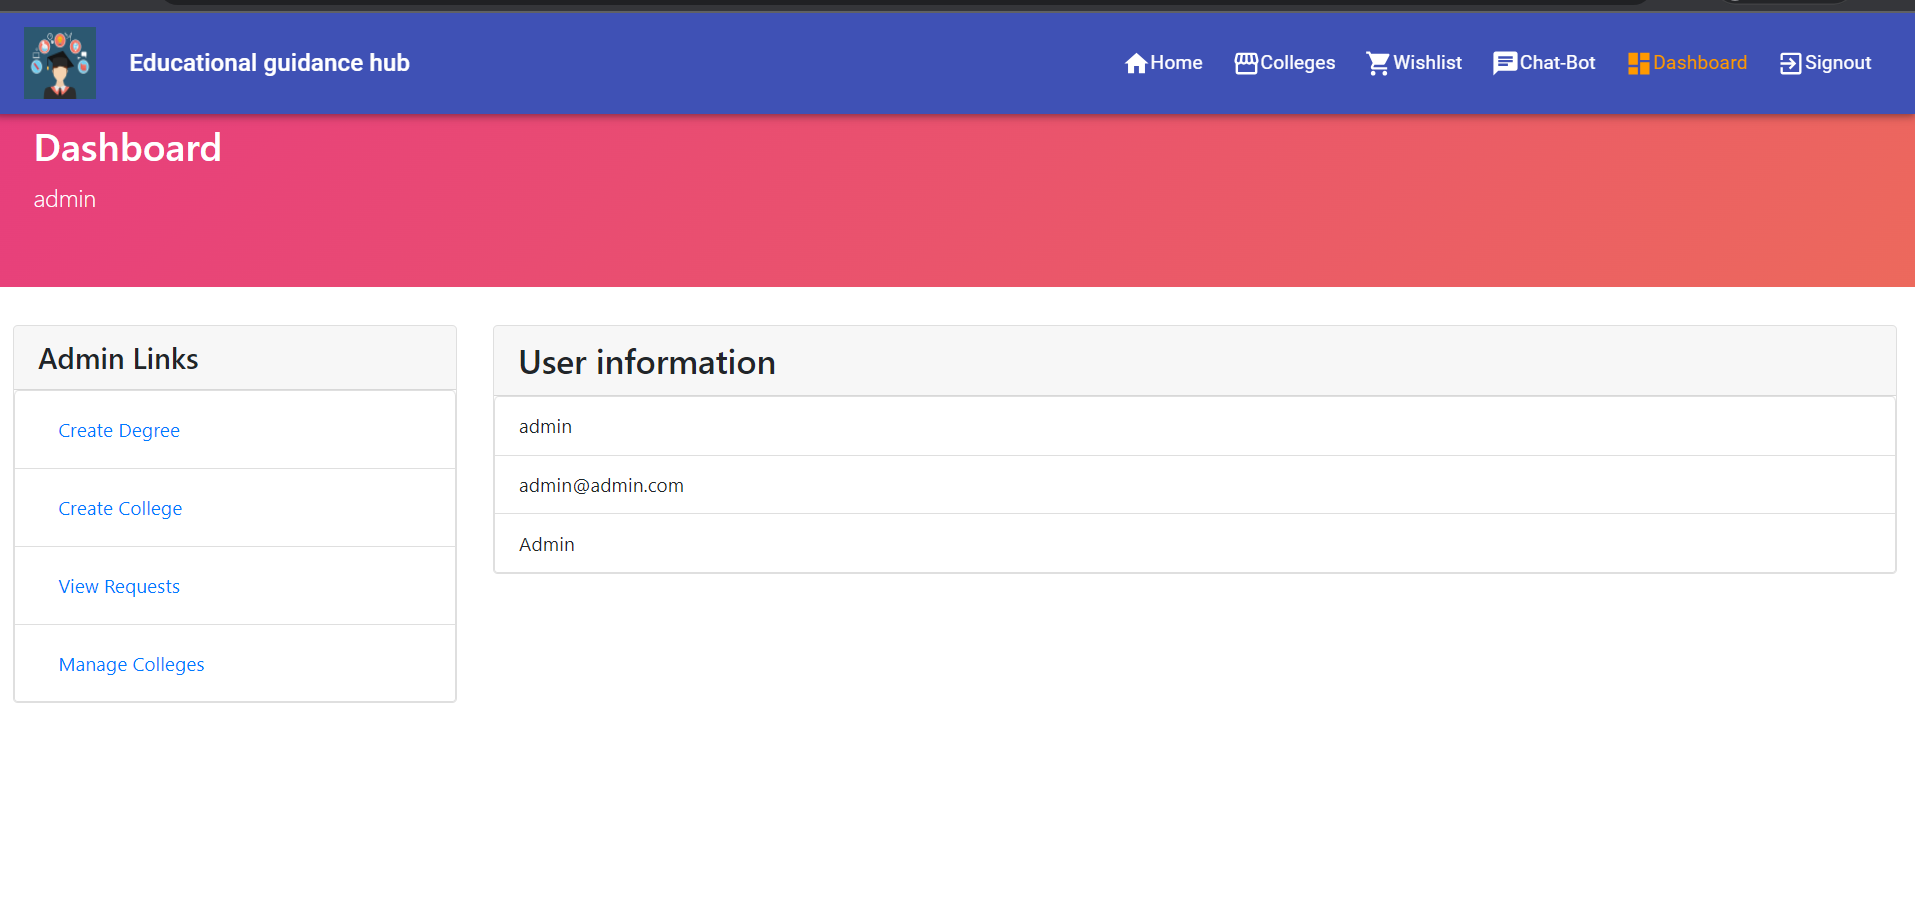 Educational guidance hub
Home Colleges Wishlist Chat-Bot Dashboard Signout
Dashboard
admin
Admin Links
Create Degree
Create College
View Requests
Manage Colleges
User information
admin
admin@admin.com
Admin